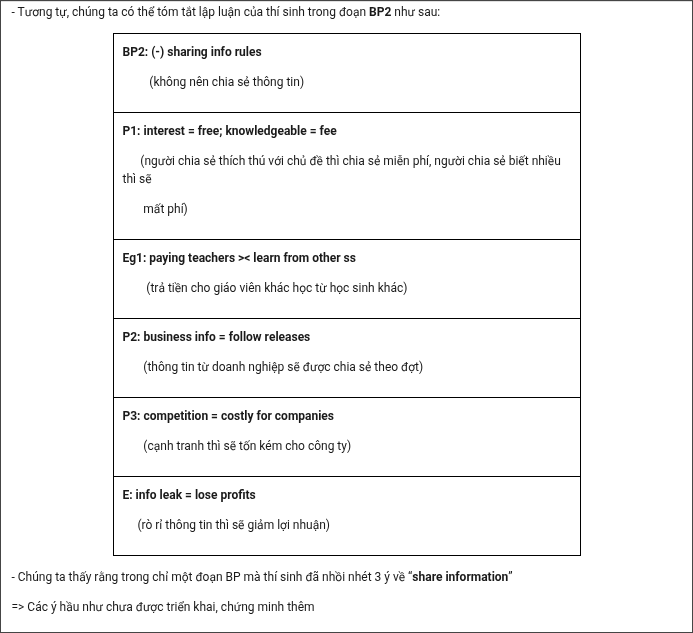 - Tương tự, chúng ta có thể tóm tắt lập luận của thí sinh trong đoạn BP2 như sau:
BP2: (-) sharing info rules
(không nên chia sẻ thông tin)
P1: interest = free; knowledgeable = fee
(người chia sẻ thích thú với chủ đề thì chia sẻ miễn phí, người chia sẻ biết nhiều
thì sẽ
mất phí)
Eg1: paying teachers >< learn from other ss
(trả tiền cho giáo viên khác học từ học sinh khác)
P2: business info = follow releases
(thông tin từ doanh nghiệp sẽ được chia sẻ theo đợt)
P3: competition = costly for companies
(cạnh tranh thì sẽ tốn kém cho công ty)
E: info leak = lose profits
(rò rỉ thông tin thì sẽ giảm lợi nhuận)
- Chúng ta thấy rằng trong chỉ một đoạn BP mà thí sinh đã nhồi nhét 3 ý về “share information”
=> Các ý hầu như chưa được triển khai, chứng minh thêm